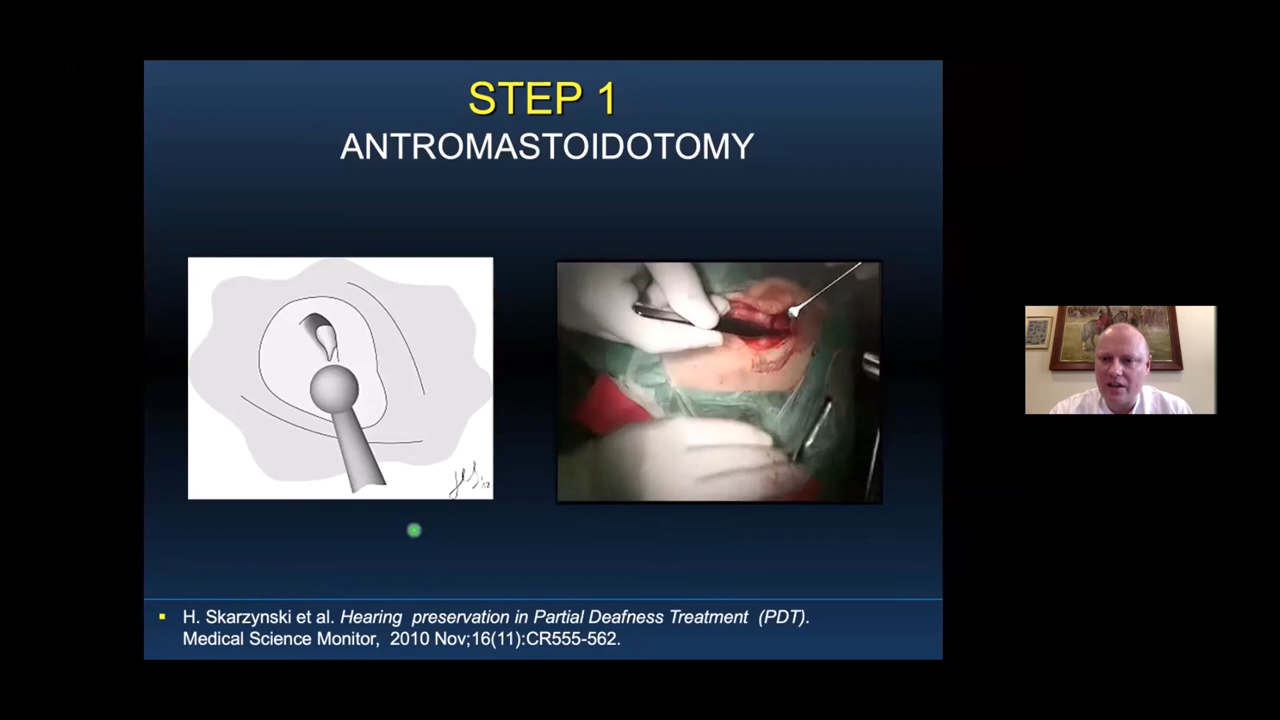 STEP 1
ANTROMASTOIDOTOMY
▪ H. Skarzynski et al. Hearing preservation in Partial Deafness Treatment (PDT).
Medical Science Monitor, 2010 Nov;16(11):CR555-562.